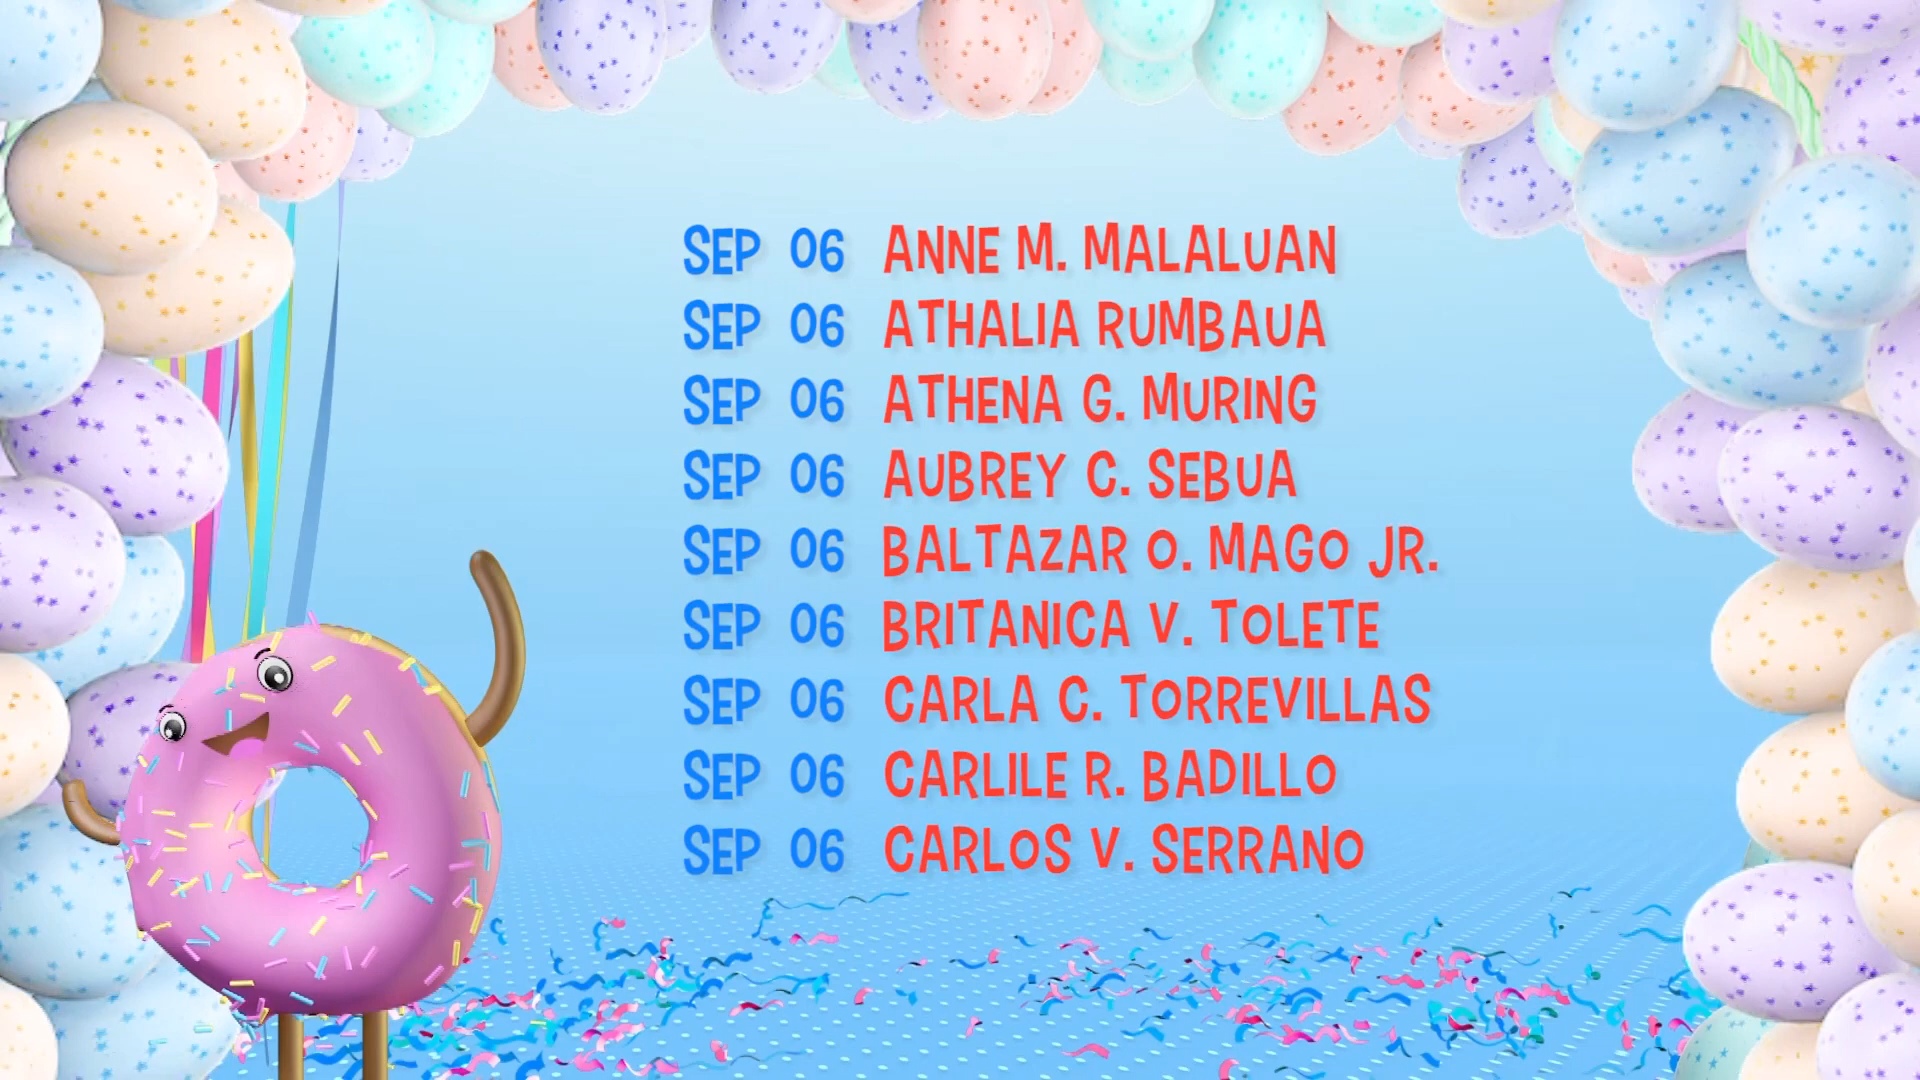 SEP 06 ANNE M. MALALUAN
SEP 06 ATHALIA RUMBAUA
SEP 06 ATHENA G. MURING
SEP 06 AUBREY C. SEBUA
SEP 06 BALTAZAR O. MAGO JR.
SEP 06 BRITANICA V. TOLETE
SEP 06 CARLA C. TORREVILLAS
SEP 06 CARLILE R. BADILLO
SEP 06 CARLOS V. SERRANO